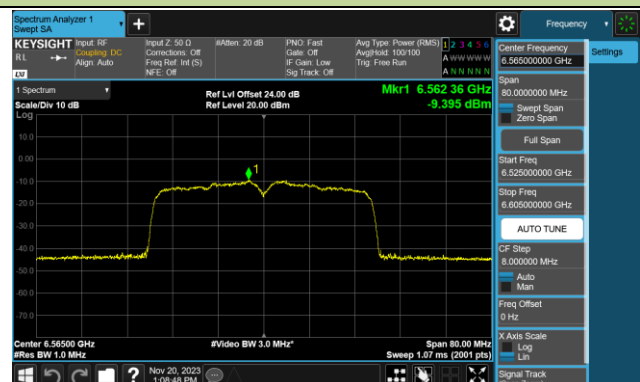 Spectrum Analyzer 1
Swept SA
Frequency
KEYSIGHT
RL
LXI
Input: RF
Coupling: DC
Align: Auto
Input Z: 50 Ω
Corrections: Off
Freq Ref: Int (S)
NFE: Off
#Atten: 20 dB
PNO: Fast
Gate: Off
IF Gain: Low
Sig Track: Off
Avg Type: Power (RMS)
Avg|Hold: 100/100
Trig: Free Run
1 2 3 4 5 6
A W W W W W
A N N N N N
1 Spectrum
Scale/Div 10 dB
Log
Ref Lvl Offset 24.00 dB
Ref Level 20.00 dBm
Mkr1 6.562 36 GHz
-9.395 dBm
10.0
0.00
-10.0
-20.0
-30.0
-40.0
-50.0
-60.0
-70.0
1
Center 6.56500 GHz
#Res BW 1.0 MHz
#Video BW 3.0 MHz*
Span 80.00 MHz
Sweep 1.07 ms (2001 pts)
Nov 20, 2023
1:08:48 PM
Center Frequency
6.565000000 GHz
Settings
Span
80.0000000 MHz
Swept Span
Zero Span
Full Span
Start Freq
6.525000000 GHz
Stop Freq
6.605000000 GHz
AUTO TUNE
CF Step
8.000000 MHz
Auto
Man
Freq Offset
0 Hz
X Axis Scale
Log
Lin
Signal Track